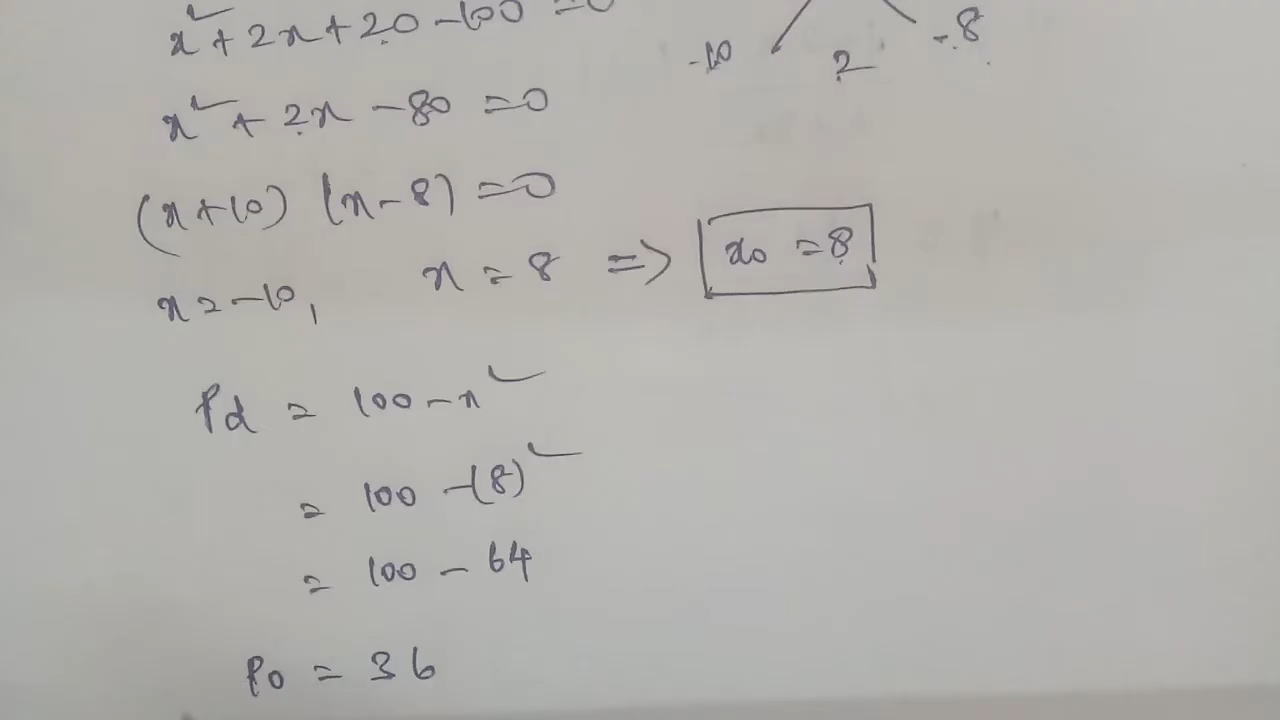 x² + 2x + 20 - 100 = 0
-10 2 -8
x² + 2x - 80 = 0
(x + 10) (x - 8) = 0
x = -10, x = 8 => x0 = 8
Pd = 100 - x²
= 100 - (8)²
= 100 - 64
P0 = 36